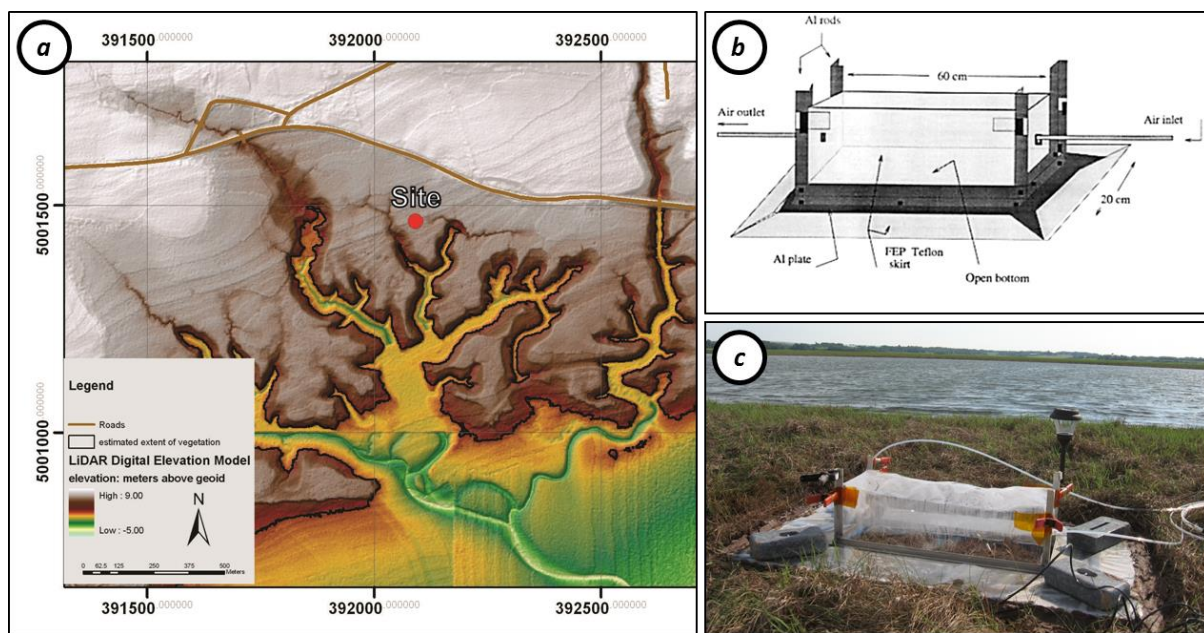 a
391500.000000
392000.000000
392500.000000
5001500.000000
5001000.000000
Site
Legend
Roads
estimated extent of vegetation
LiDAR Digital Elevation Model
elevation: meters above geoid
High : 9.00
Low : -5.00
N
0 62.5 125 250 375 500
Meters
391500.000000
392000.000000
392500.000000
b
Al rods
60 cm
Air outlet
Air inlet
20 cm
Al plate
FEP Teflon
skirt
Open bottom
c